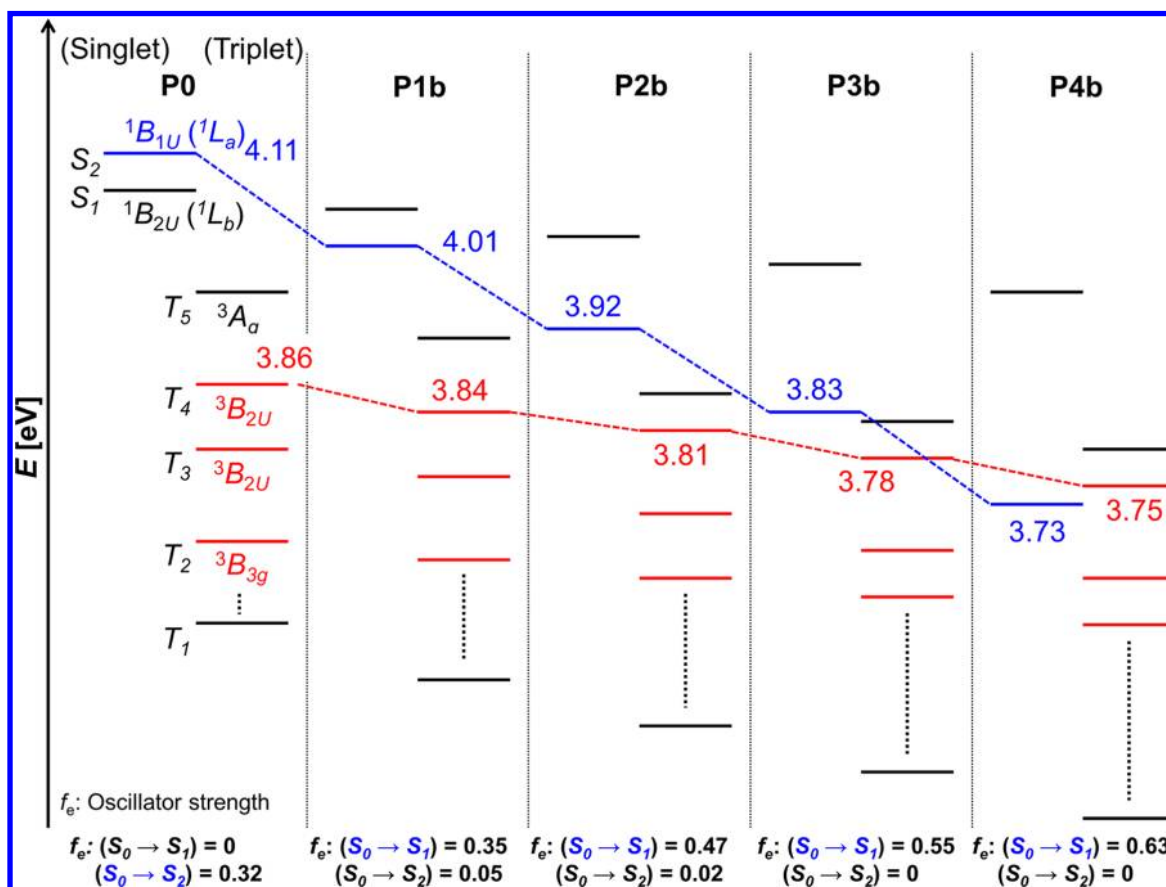 (Singlet) (Triplet)
P0 P1b P2b P3b P4b
¹B₁U (¹Lₐ) 4.11
S₂
S₁ ¹B₂U (¹L_b)
4.01
3.92
T₅ ³A_g
3.86
3.84
3.83
T₄ ³B₂U
3.81
3.78
3.75
3.73
T₃ ³B₂U
T₂ ³B₃g
T₁
E [eV]
fₑ: Oscillator strength
fₑ: (S₀ → S₁) = 0 fₑ: (S₀ → S₁) = 0.35 fₑ: (S₀ → S₁) = 0.47 fₑ: (S₀ → S₁) = 0.55 fₑ: (S₀ → S₁) = 0.63
(S₀ → S₂) = 0.32 (S₀ → S₂) = 0.05 (S₀ → S₂) = 0.02 (S₀ → S₂) = 0 (S₀ → S₂) = 0